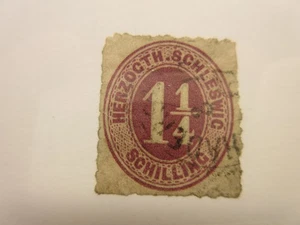 HERZOGTH. SCHLESWIG
1 1/4
SCHILLING